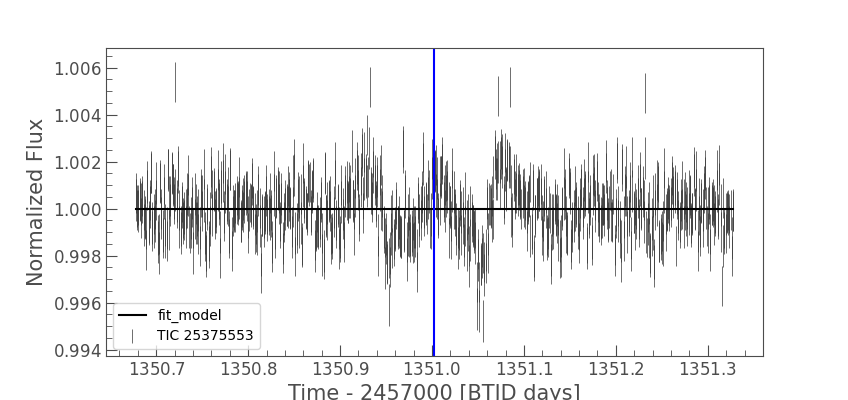 1.006
1.004
1.002
1.000
0.998
0.996
0.994
Normalized Flux
fit_model
TIC 25375553
1350.7 1350.8 1350.9 1351.0 1351.1 1351.2 1351.3
Time - 2457000 [BTJD days]